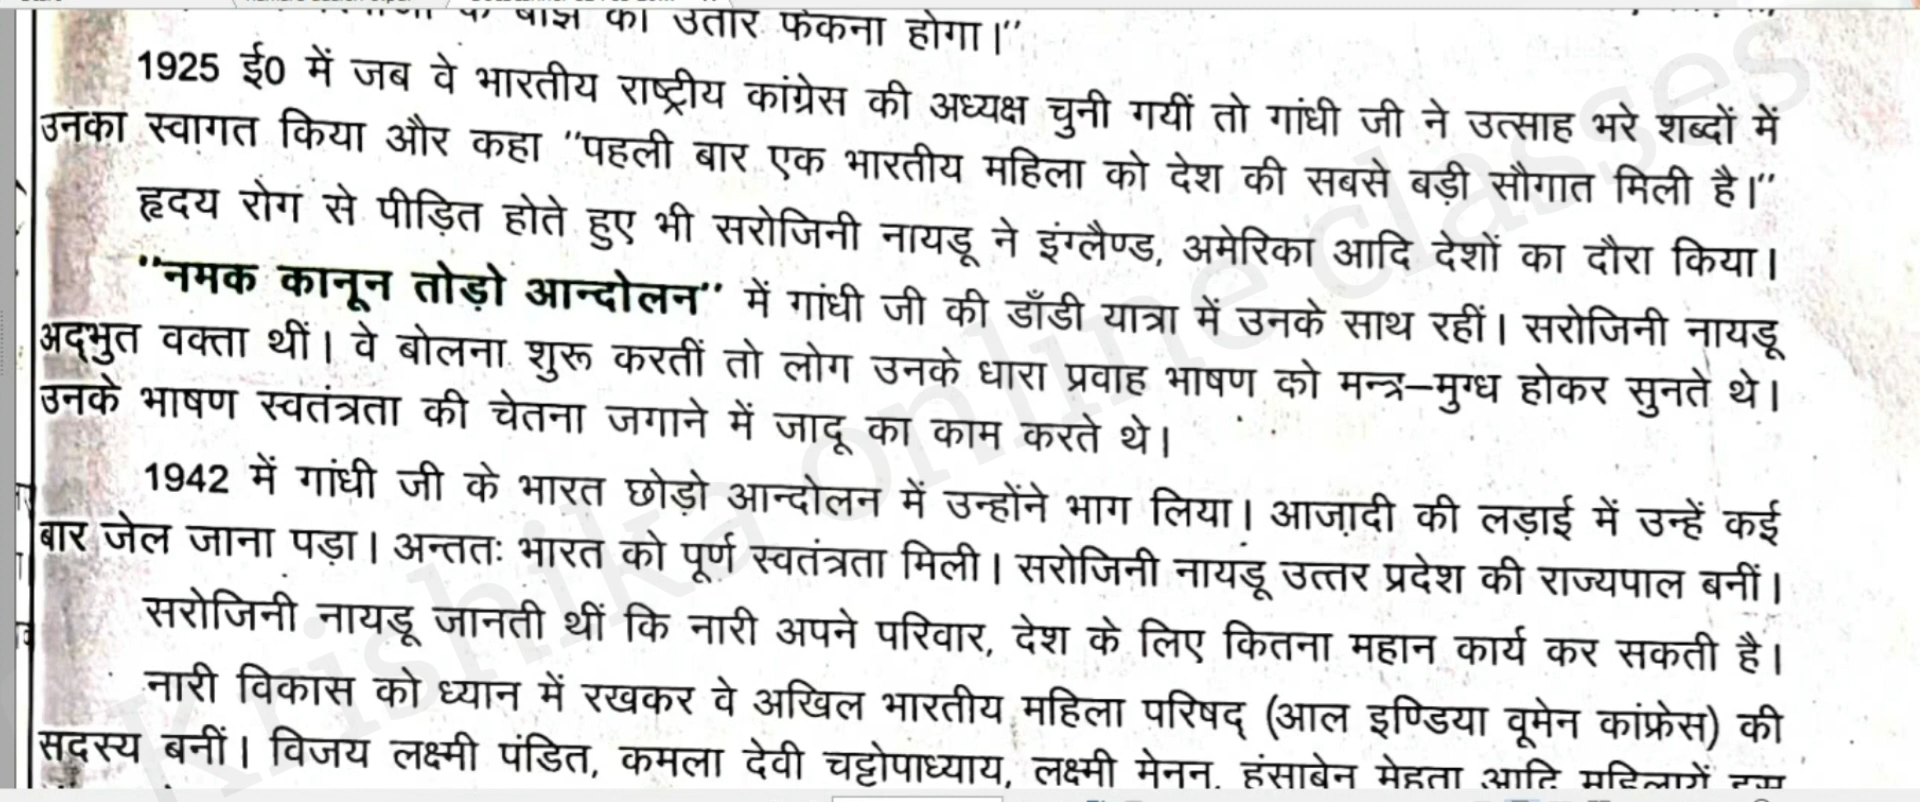 को उतार फेंकना होगा।"
1925 ई0 में जब वे भारतीय राष्ट्रीय कांग्रेस की अध्यक्ष चुनी गयीं तो गांधी जी ने उत्साह भरे शब्दों में
उनका स्वागत किया और कहा "पहली बार एक भारतीय महिला को देश की सबसे बड़ी सौगात मिली है।"
हृदय रोग से पीड़ित होते हुए भी सरोजिनी नायडू ने इंग्लैण्ड, अमेरिका आदि देशों का दौरा किया।
"नमक कानून तोड़ो आन्दोलन" में गांधी जी की डाँडी यात्रा में उनके साथ रहीं। सरोजिनी नायडू
अद्भुत वक्ता थीं। वे बोलना शुरू करतीं तो लोग उनके धारा प्रवाह भाषण को मन्त्र–मुग्ध होकर सुनते थे।
उनके भाषण स्वतंत्रता की चेतना जगाने में जादू का काम करते थे।
1942 में गांधी जी के भारत छोड़ो आन्दोलन में उन्होंने भाग लिया। आज़ादी की लड़ाई में उन्हें कई
बार जेल जाना पड़ा। अन्ततः भारत को पूर्ण स्वतंत्रता मिली। सरोजिनी नायडू उत्तर प्रदेश की राज्यपाल बनीं।
सरोजिनी नायडू जानती थीं कि नारी अपने परिवार, देश के लिए कितना महान कार्य कर सकती है।
नारी विकास को ध्यान में रखकर वे अखिल भारतीय महिला परिषद् (आल इण्डिया वूमेन कांफ्रेस) की
सदस्य बनीं। विजय लक्ष्मी पंडित, कमला देवी चट्टोपाध्याय, लक्ष्मी मेनन, हंसाबेन मेहता आदि महिलायें इस
Krishika online classes